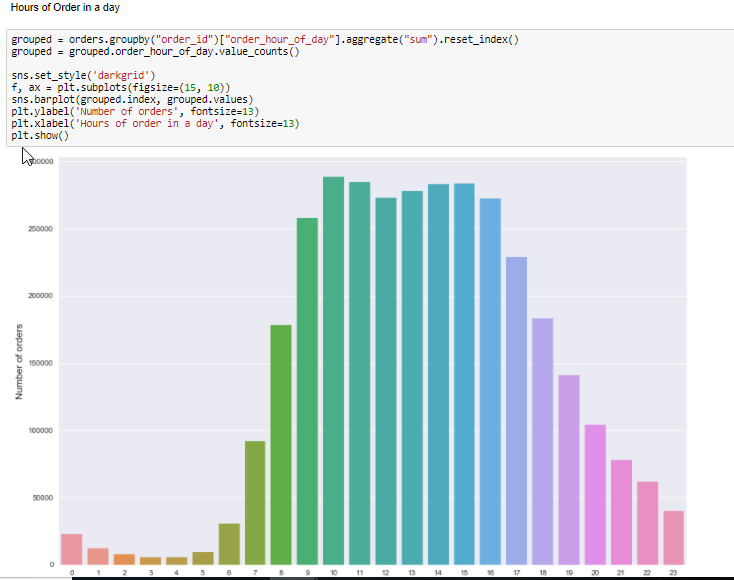 Hours of Order in a day
grouped = orders.groupby("order_id")["order_hour_of_day"].aggregate("sum").reset_index()
grouped = grouped.order_hour_of_day.value_counts()
sns.set_style('darkgrid')
f, ax = plt.subplots(figsize=(15, 10))
sns.barplot(grouped.index, grouped.values)
plt.ylabel('Number of orders', fontsize=13)
plt.xlabel('Hours of order in a day', fontsize=13)
plt.show()
250000
200000
150000
100000
50000
0
Number of orders
0 1 2 3 4 5 6 7 8 9 10 11 12 13 14 15 16 17 18 19 20 21 22 23